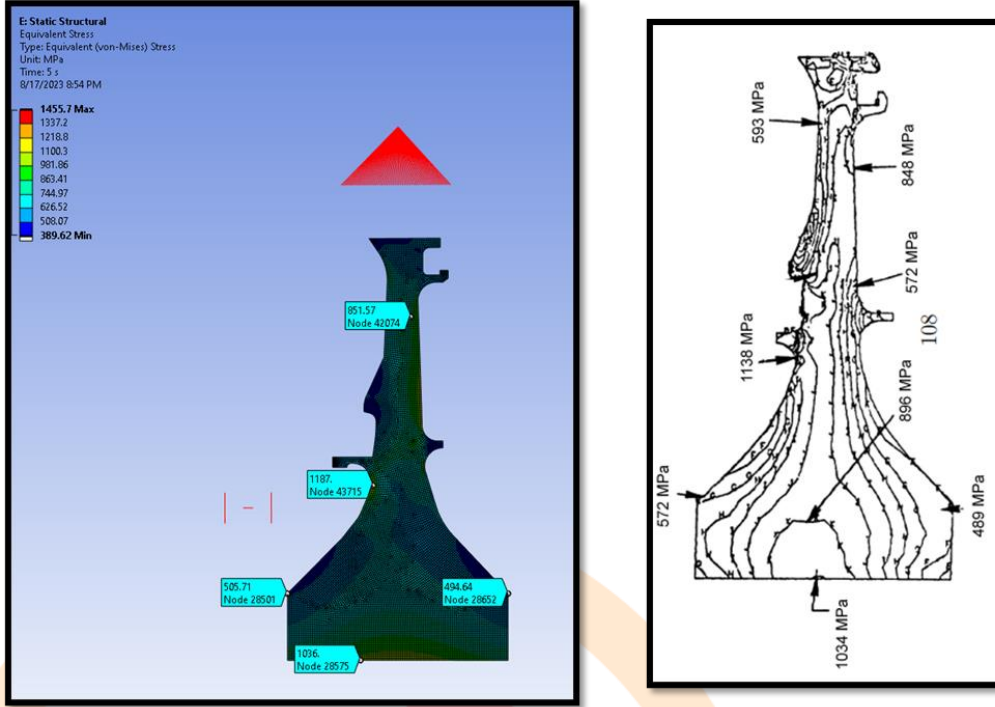 E: Static Structural
Equivalent Stress
Type: Equivalent (von-Mises) Stress
Unit: MPa
Time: 5 s
8/17/2023 8:54 PM
1455.7 Max
1337.2
1218.8
1100.3
981.86
863.41
744.97
626.52
508.07
389.62 Min
851.57
Node 42074
1187.
Node 43715
505.71
Node 28501
494.64
Node 28652
1036.
Node 28575
593 MPa
848 MPa
572 MPa
1138 MPa
108
896 MPa
572 MPa
489 MPa
1034 MPa